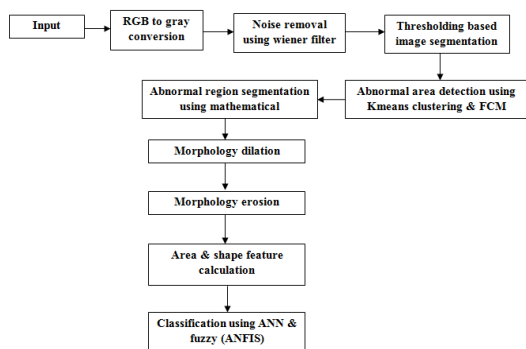 Input
RGB to gray
conversion
Noise removal
using wiener filter
Thresholding based
image segmentation
Abnormal area detection using
Kmeans clustering & FCM
Abnormal region segmentation
using mathematical
Morphology dilation
Morphology erosion
Area & shape feature
calculation
Classification using ANN &
fuzzy (ANFIS)